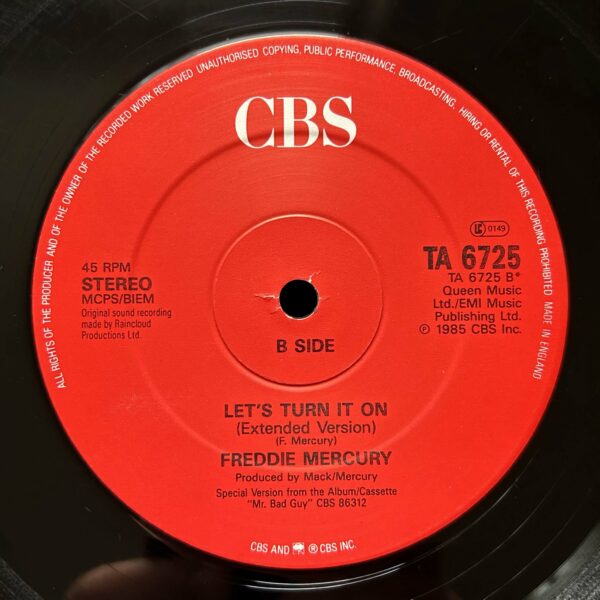 ALL RIGHTS OF THE PRODUCER AND OF THE OWNER OF THE RECORDED WORK RESERVED UNAUTHORISED COPYING, PUBLIC PERFORMANCE, BROADCASTING, HIRING OR RENTAL OF THIS RECORDING PROHIBITED MADE IN ENGLAND
CBS
LC 0149
45 RPM
STEREO
MCPS/BIEM
Original sound recording
made by Raincloud
Productions Ltd.
TA 6725
TA 6725 B*
Queen Music
Ltd./EMI Music
Publishing Ltd.
℗ 1985 CBS Inc.
B SIDE
LET'S TURN IT ON
(Extended Version)
(F. Mercury)
FREDDIE MERCURY
Produced by Mack/Mercury
Special Version from the Album/Cassette
"Mr. Bad Guy" CBS 86312
CBS AND ® CBS INC.